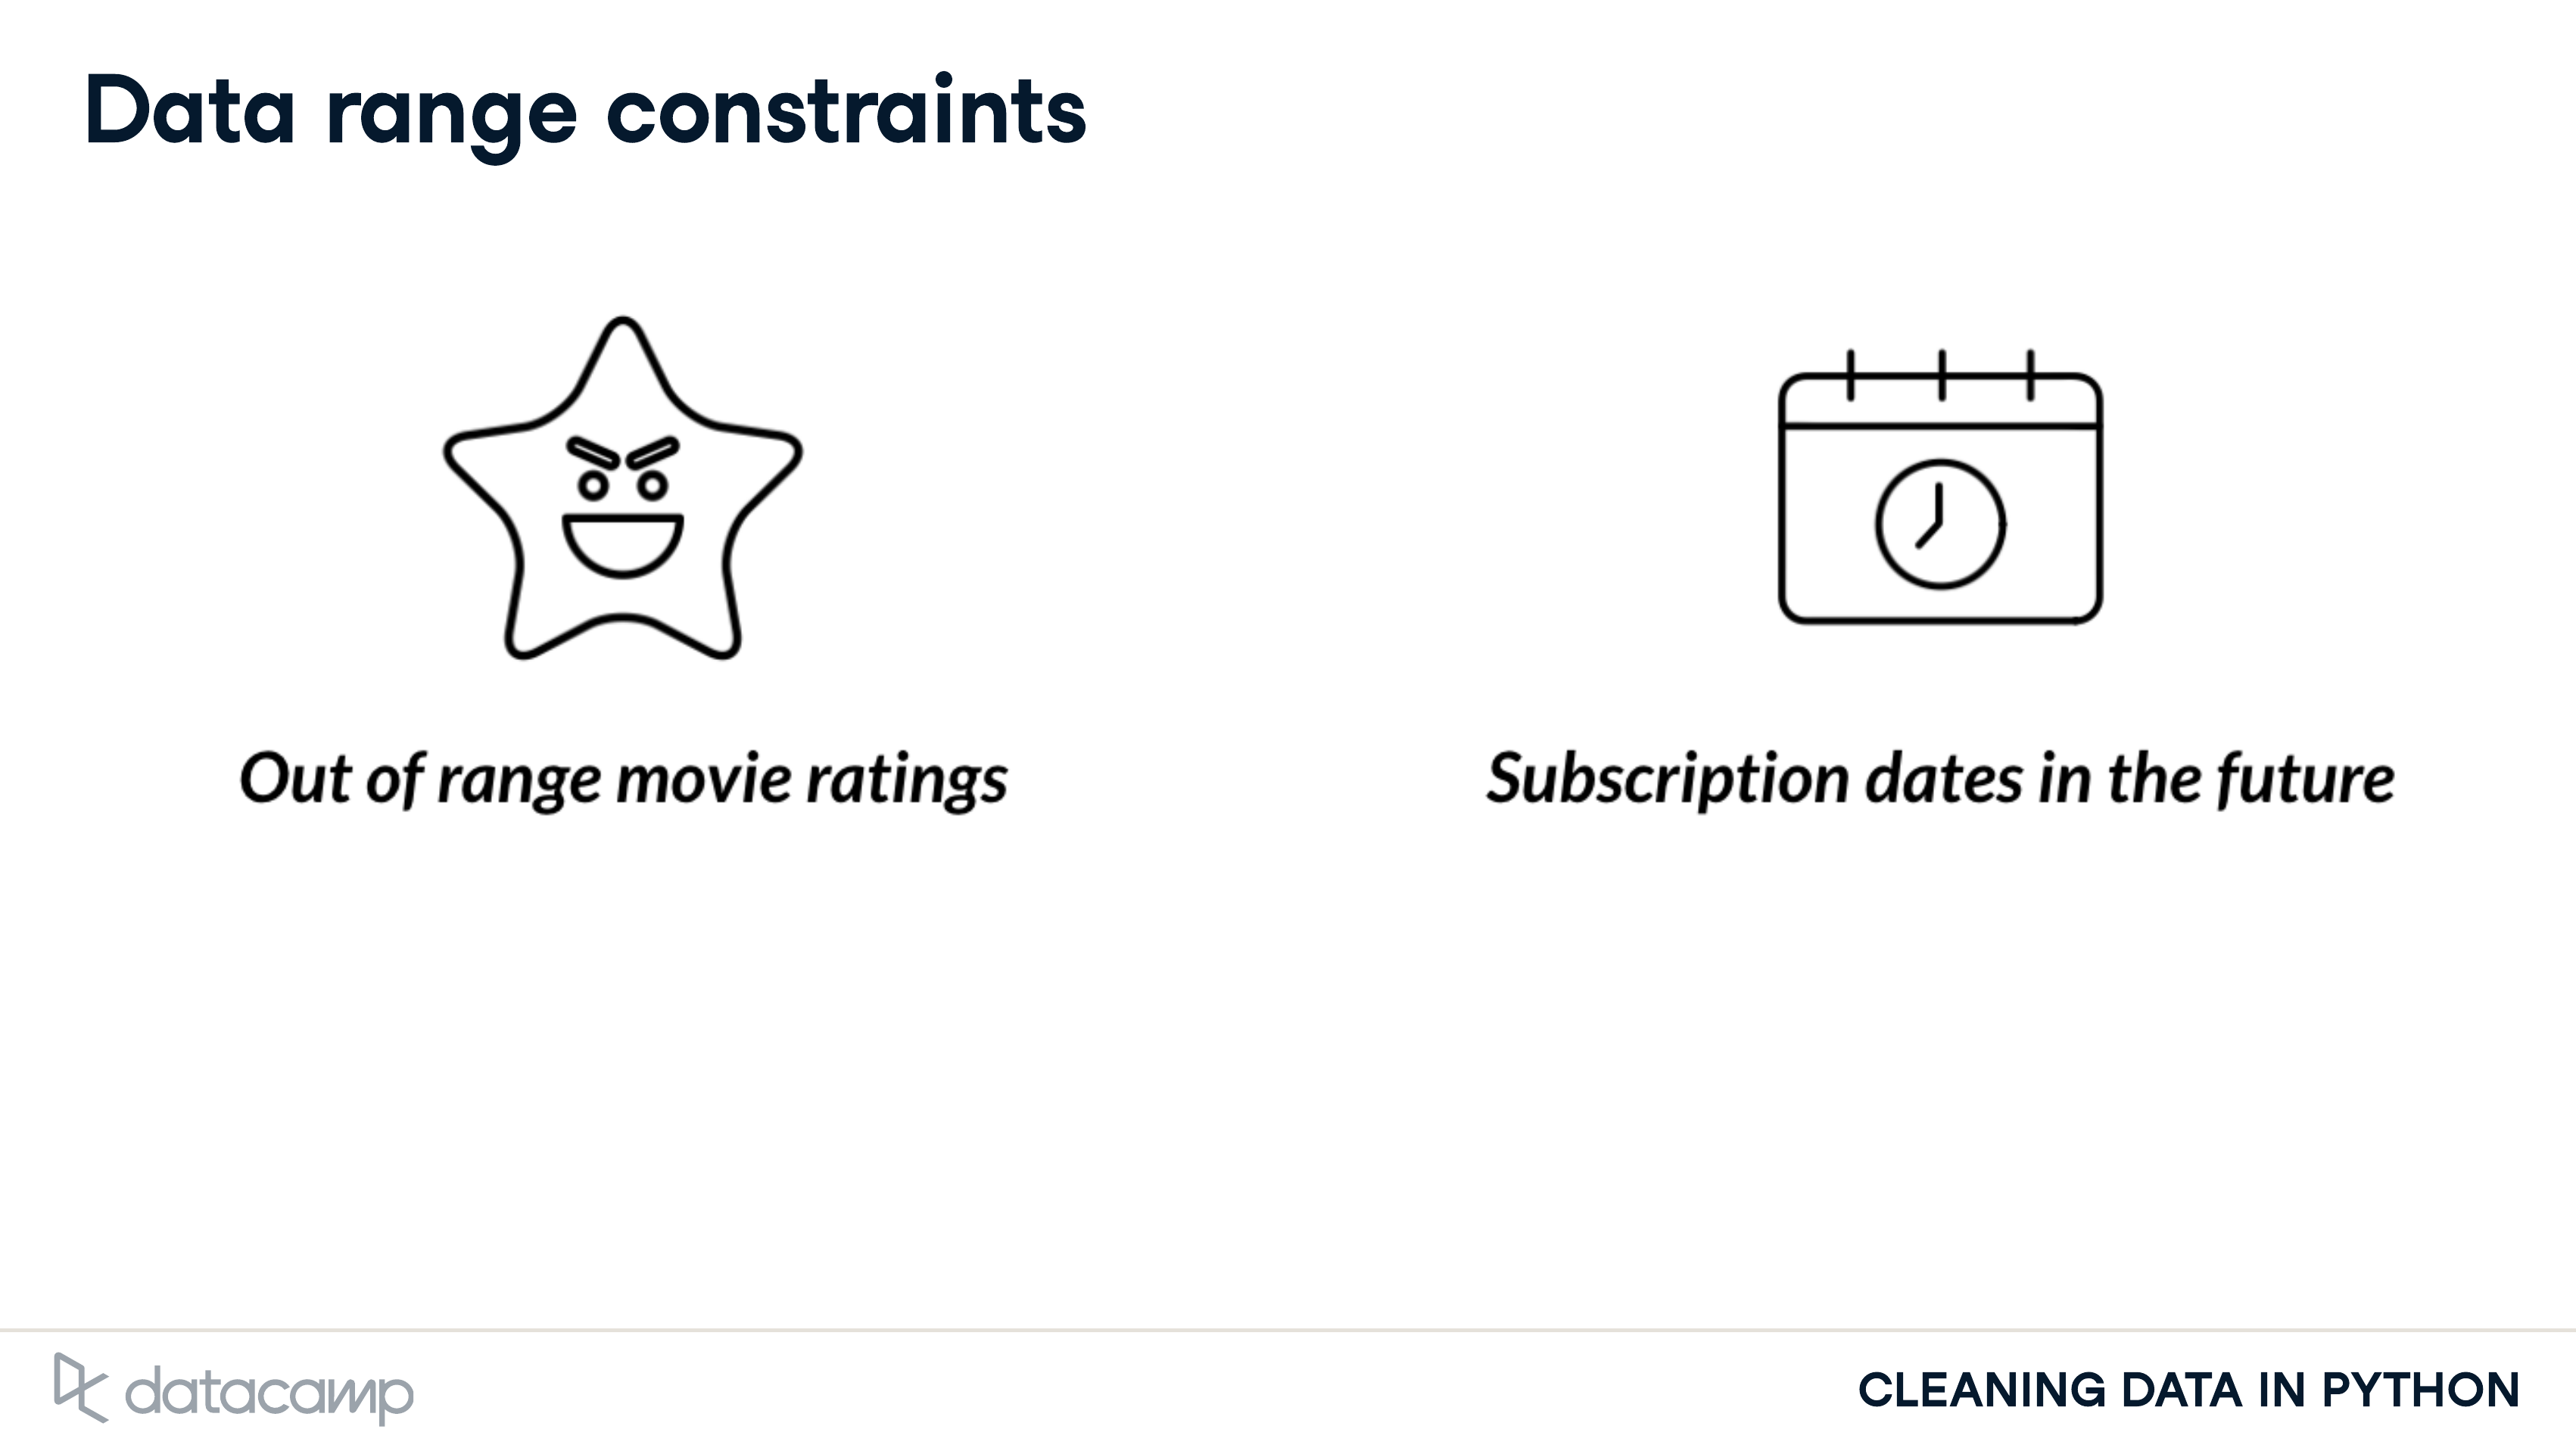 Data range constraints
Out of range movie ratings
Subscription dates in the future
datacamp
CLEANING DATA IN PYTHON